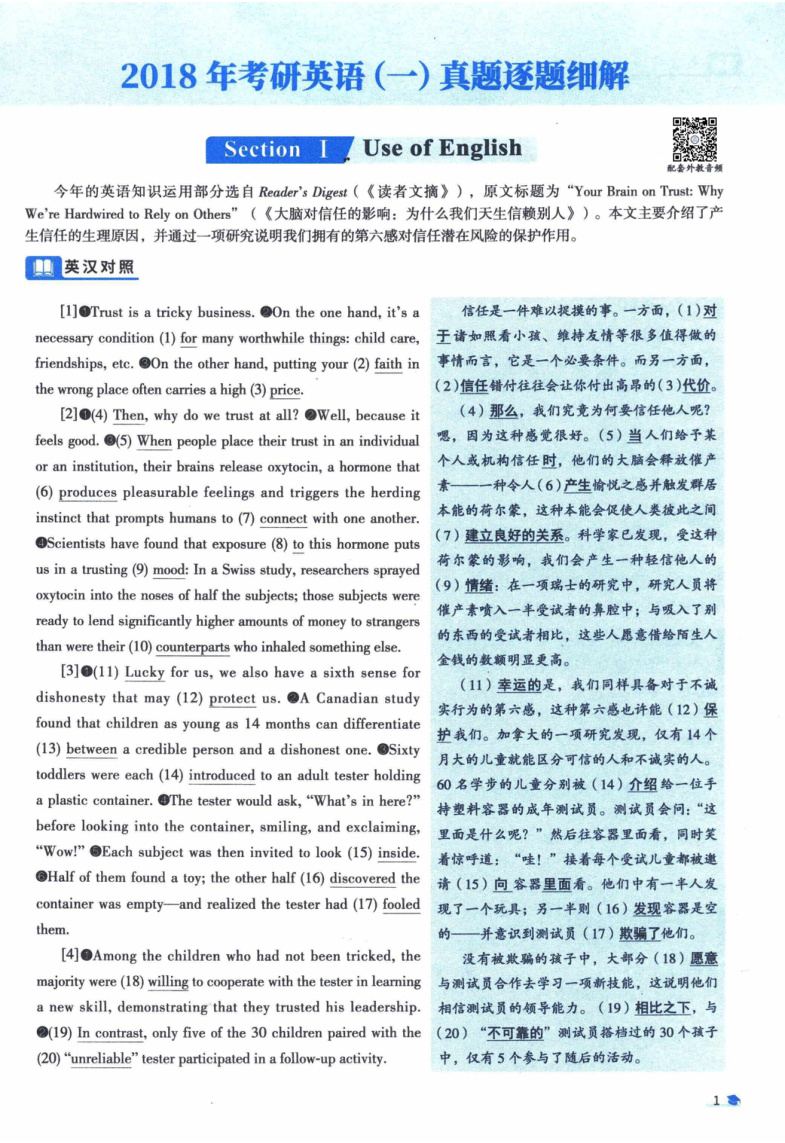 2018 年考研英语(一)真题逐题细解
Section I Use of English
配套外教音频
今年的英语知识运用部分选自 Reader's Digest(《读者文摘》),原文标题为“Your Brain on Trust: Why
We're Hardwired to Rely on Others”(《大脑对信任的影响:为什么我们天生信赖别人》)。本文主要介绍了产
生信任的生理原因,并通过一项研究说明我们拥有的第六感对信任潜在风险的保护作用。
英汉对照
[1]❶Trust is a tricky business. ❷On the one hand, it's a
necessary condition (1) for many worthwhile things: child care,
friendships, etc. ❸On the other hand, putting your (2) faith in
the wrong place often carries a high (3) price.
[2]❶(4) Then, why do we trust at all? ❷Well, because it
feels good. ❸(5) When people place their trust in an individual
or an institution, their brains release oxytocin, a hormone that
(6) produces pleasurable feelings and triggers the herding
instinct that prompts humans to (7) connect with one another.
❹Scientists have found that exposure (8) to this hormone puts
us in a trusting (9) mood: In a Swiss study, researchers sprayed
oxytocin into the noses of half the subjects; those subjects were
ready to lend significantly higher amounts of money to strangers
than were their (10) counterparts who inhaled something else.
[3]❶(11) Lucky for us, we also have a sixth sense for
dishonesty that may (12) protect us. ❷A Canadian study
found that children as young as 14 months can differentiate
(13) between a credible person and a dishonest one. ❸Sixty
toddlers were each (14) introduced to an adult tester holding
a plastic container. ❹The tester would ask, “What's in here?”
before looking into the container, smiling, and exclaiming,
“Wow!” ❺Each subject was then invited to look (15) inside.
❻Half of them found a toy; the other half (16) discovered the
container was empty—and realized the tester had (17) fooled
them.
[4]❶Among the children who had not been tricked, the
majority were (18) willing to cooperate with the tester in learning
a new skill, demonstrating that they trusted his leadership.
❷(19) In contrast, only five of the 30 children paired with the
(20) “unreliable” tester participated in a follow-up activity.
信任是一件难以捉摸的事。一方面,(1)对
于诸如照看小孩、维持友情等很多值得做的
事情而言,它是一个必要条件。而另一方面,
(2)信任错付往往会让你付出高昂的(3)代价。
(4)那么,我们究竟为何要信任他人呢?
嗯,因为这种感觉很好。(5)当人们给予某
个人或机构信任时,他们的大脑会释放催产
素——一种令人(6)产生愉悦之感并触发群居
本能的荷尔蒙,这种本能会促使人类彼此之间
(7)建立良好的关系。科学家已发现,受这种
荷尔蒙的影响,我们会产生一种轻信他人的
(9)情绪:在一项瑞士的研究中,研究人员将
催产素喷入一半受试者的鼻腔中;与吸入了别
的东西的受试者相比,这些人愿意借给陌生人
金钱的数额明显更高。
(11)幸运的是,我们同样具备对于不诚
实行为的第六感,这种第六感也许能(12)保
护我们。加拿大的一项研究发现,仅有 14 个
月大的儿童就能区分可信的人和不诚实的人。
60 名学步的儿童分别被(14)介绍给一位手
持塑料容器的成年测试员。测试员会问:“这
里面是什么呢?”然后往容器里面看,同时笑
着惊呼道:“哇!”接着每个受试儿童都被邀
请(15)向容器里面看。他们中有一半人发
现了一个玩具;另一半则(16)发现容器是空
的——并意识到测试员(17)欺骗了他们。
没有被欺骗的孩子中,大部分(18)愿意
与测试员合作去学习一项新技能,这说明他们
相信测试员的领导能力。(19)相比之下,与
(20)“不可靠的”测试员搭档过的 30 个孩子
中,仅有 5 个参与了随后的活动。
1